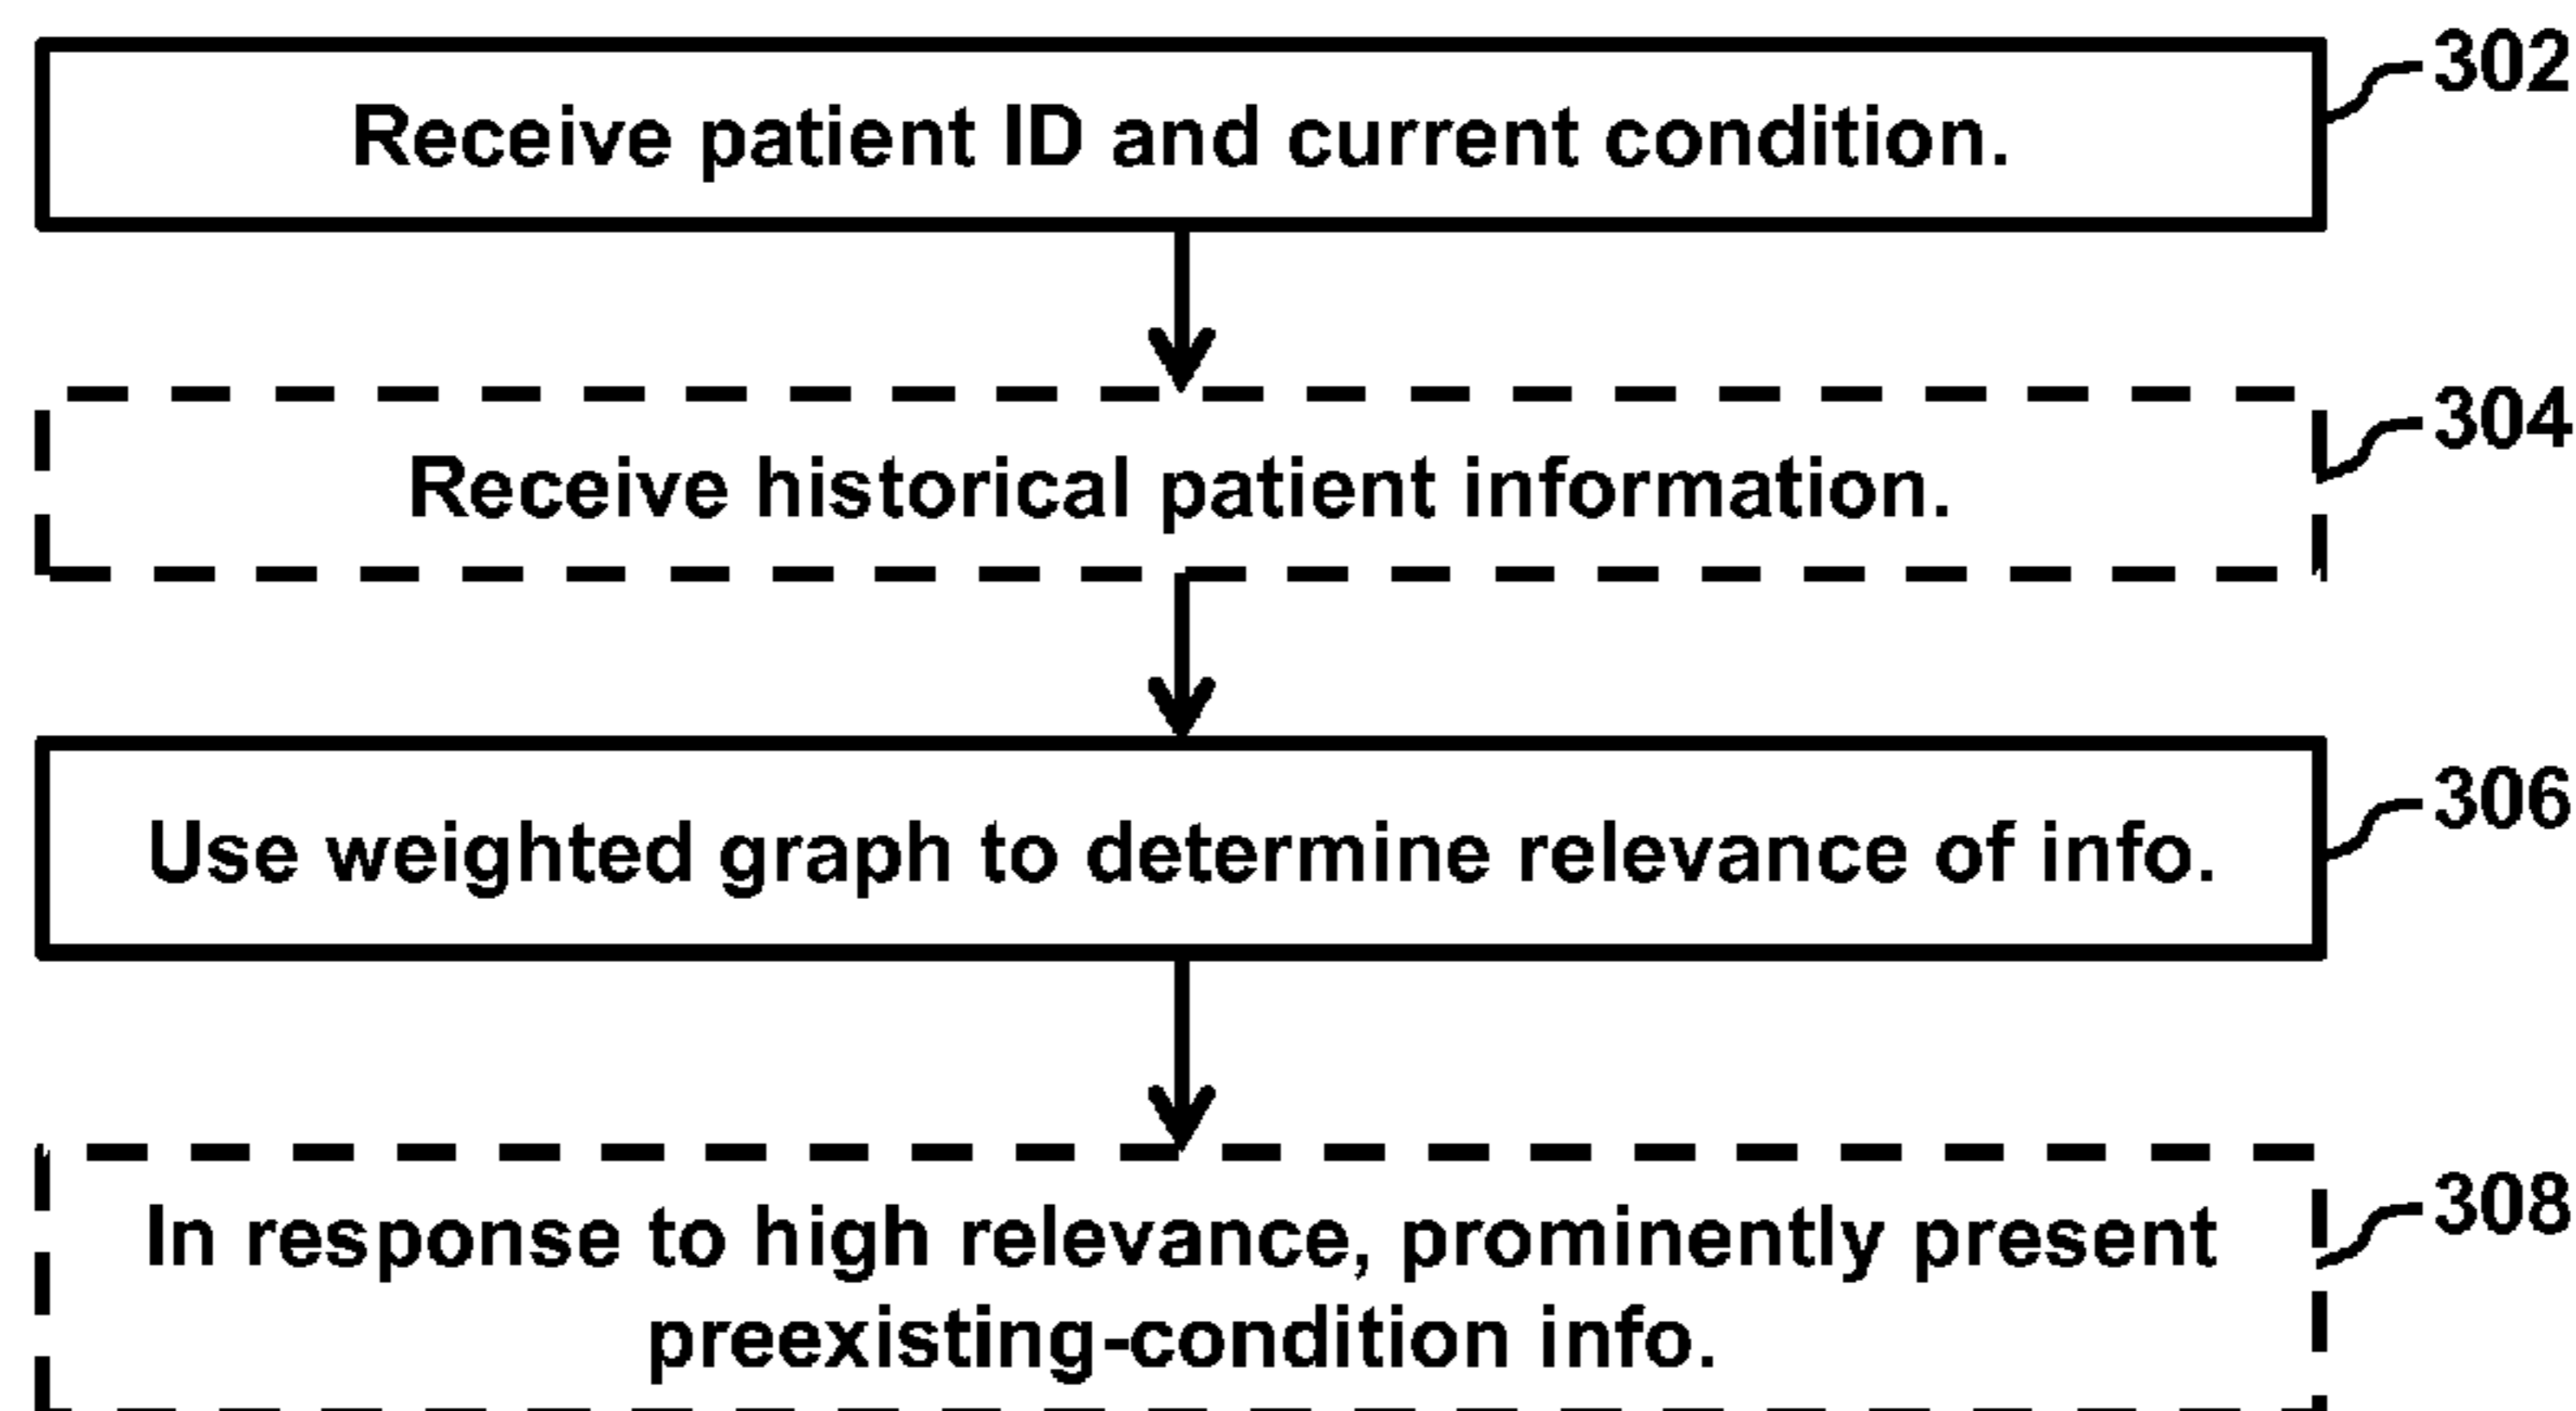 302
Receive patient ID and current condition.
304
Receive historical patient information.
306
Use weighted graph to determine relevance of info.
308
In response to high relevance, prominently present
preexisting-condition info.